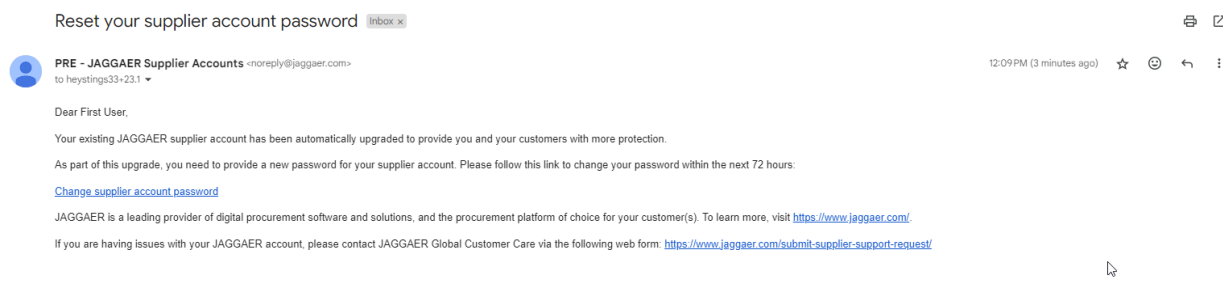 Reset your supplier account password Inbox ×
PRE - JAGGAER Supplier Accounts <noreply@jaggaer.com> 12:09 PM (3 minutes ago)
to heystings33+23.1
Dear First User,
Your existing JAGGAER supplier account has been automatically upgraded to provide you and your customers with more protection.
As part of this upgrade, you need to provide a new password for your supplier account. Please follow this link to change your password within the next 72 hours:
Change supplier account password
JAGGAER is a leading provider of digital procurement software and solutions, and the procurement platform of choice for your customer(s). To learn more, visit https://www.jaggaer.com/.
If you are having issues with your JAGGAER account, please contact JAGGAER Global Customer Care via the following web form: https://www.jaggaer.com/submit-supplier-support-request/